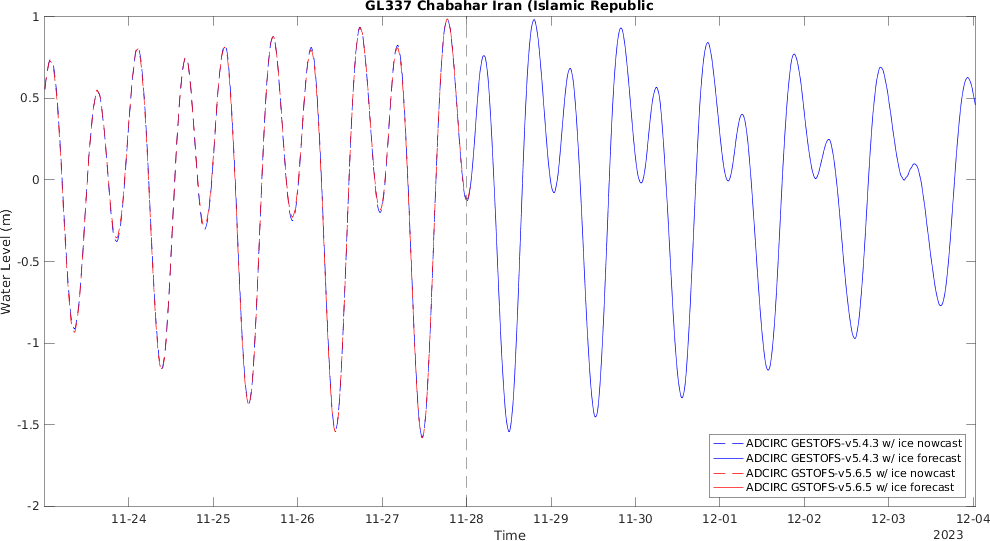 GL337 Chabahar Iran (Islamic Republic
1
0.5
0
-0.5
-1
-1.5
-2
Water Level (m)
ADCIRC GESTOFS-v5.4.3 w/ ice nowcast
ADCIRC GESTOFS-v5.4.3 w/ ice forecast
ADCIRC GSTOFS-v5.6.5 w/ ice nowcast
ADCIRC GSTOFS-v5.6.5 w/ ice forecast
11-24 11-25 11-26 11-27 11-28 11-29 11-30 12-01 12-02 12-03 12-04
Time
2023